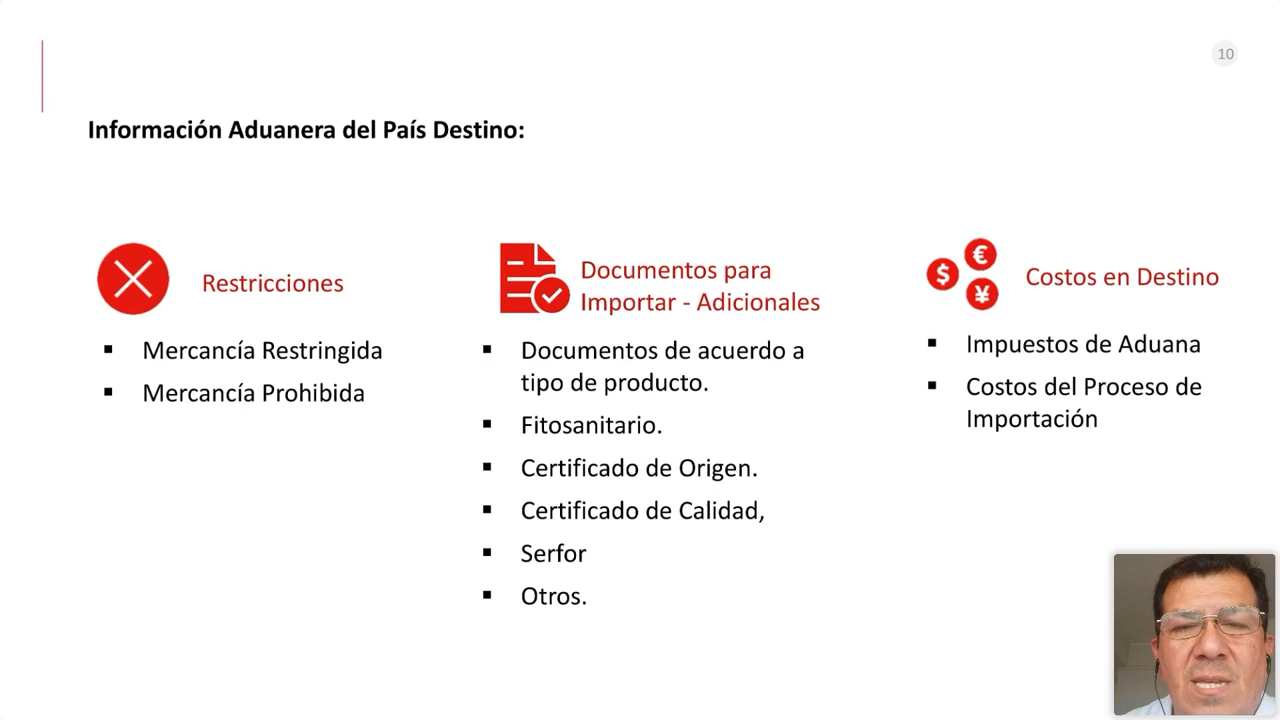 10
Información Aduanera del País Destino:
Restricciones
▪ Mercancía Restringida
▪ Mercancía Prohibida
Documentos para
Importar - Adicionales
▪ Documentos de acuerdo a
tipo de producto.
▪ Fitosanitario.
▪ Certificado de Origen.
▪ Certificado de Calidad,
▪ Serfor
▪ Otros.
$ € ¥
Costos en Destino
▪ Impuestos de Aduana
▪ Costos del Proceso de
Importación